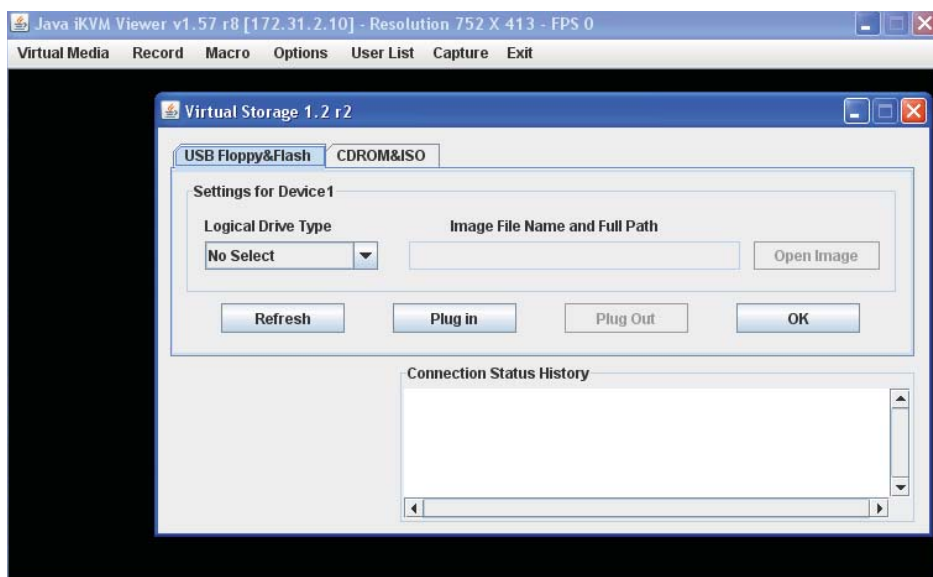 Java iKVM Viewer v1.57 r8 [172.31.2.10] - Resolution 752 X 413 - FPS 0
Virtual Media Record Macro Options User List Capture Exit
Virtual Storage 1.2 r2
USB Floppy&Flash CDROM&ISO
Settings for Device1
Logical Drive Type Image File Name and Full Path
No Select Open Image
Refresh Plug in Plug Out OK
Connection Status History